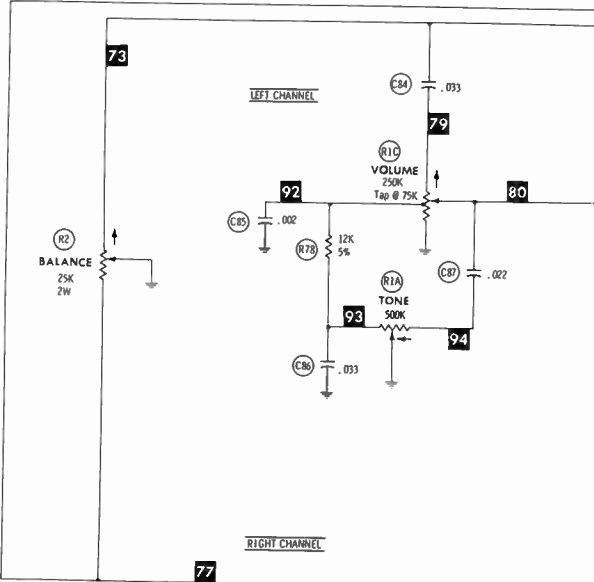 73
LEFT CHANNEL
C84
.033
79
R1C
VOLUME
250K
Tap @ 75K
92
80
C85
.002
R78
12K
5%
R2
BALANCE
25K
2W
C87
.022
R1A
TONE
500K
93
94
C86
.033
RIGHT CHANNEL
77